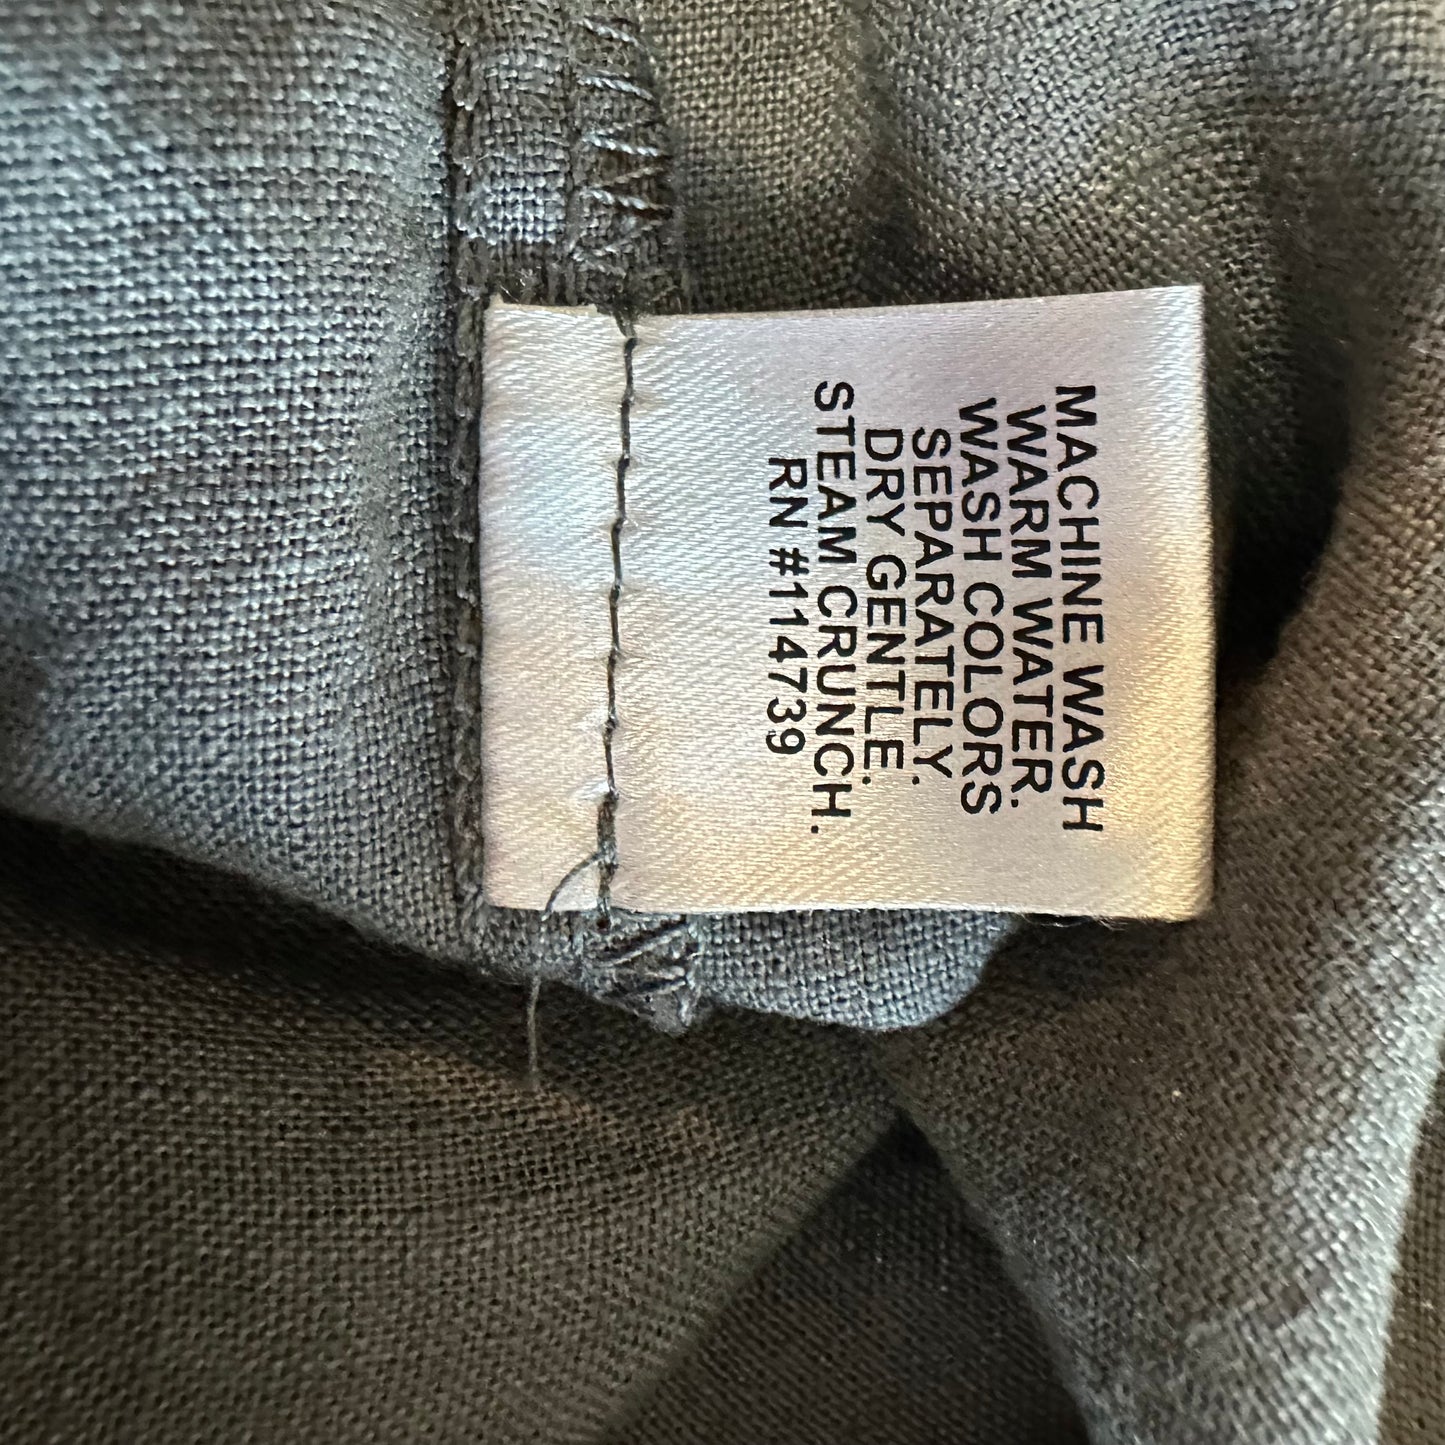 MACHINE WASH
WARM WATER.
WASH COLORS
SEPARATELY.
DRY GENTLE.
STEAM CRUNCH.
RN #114739